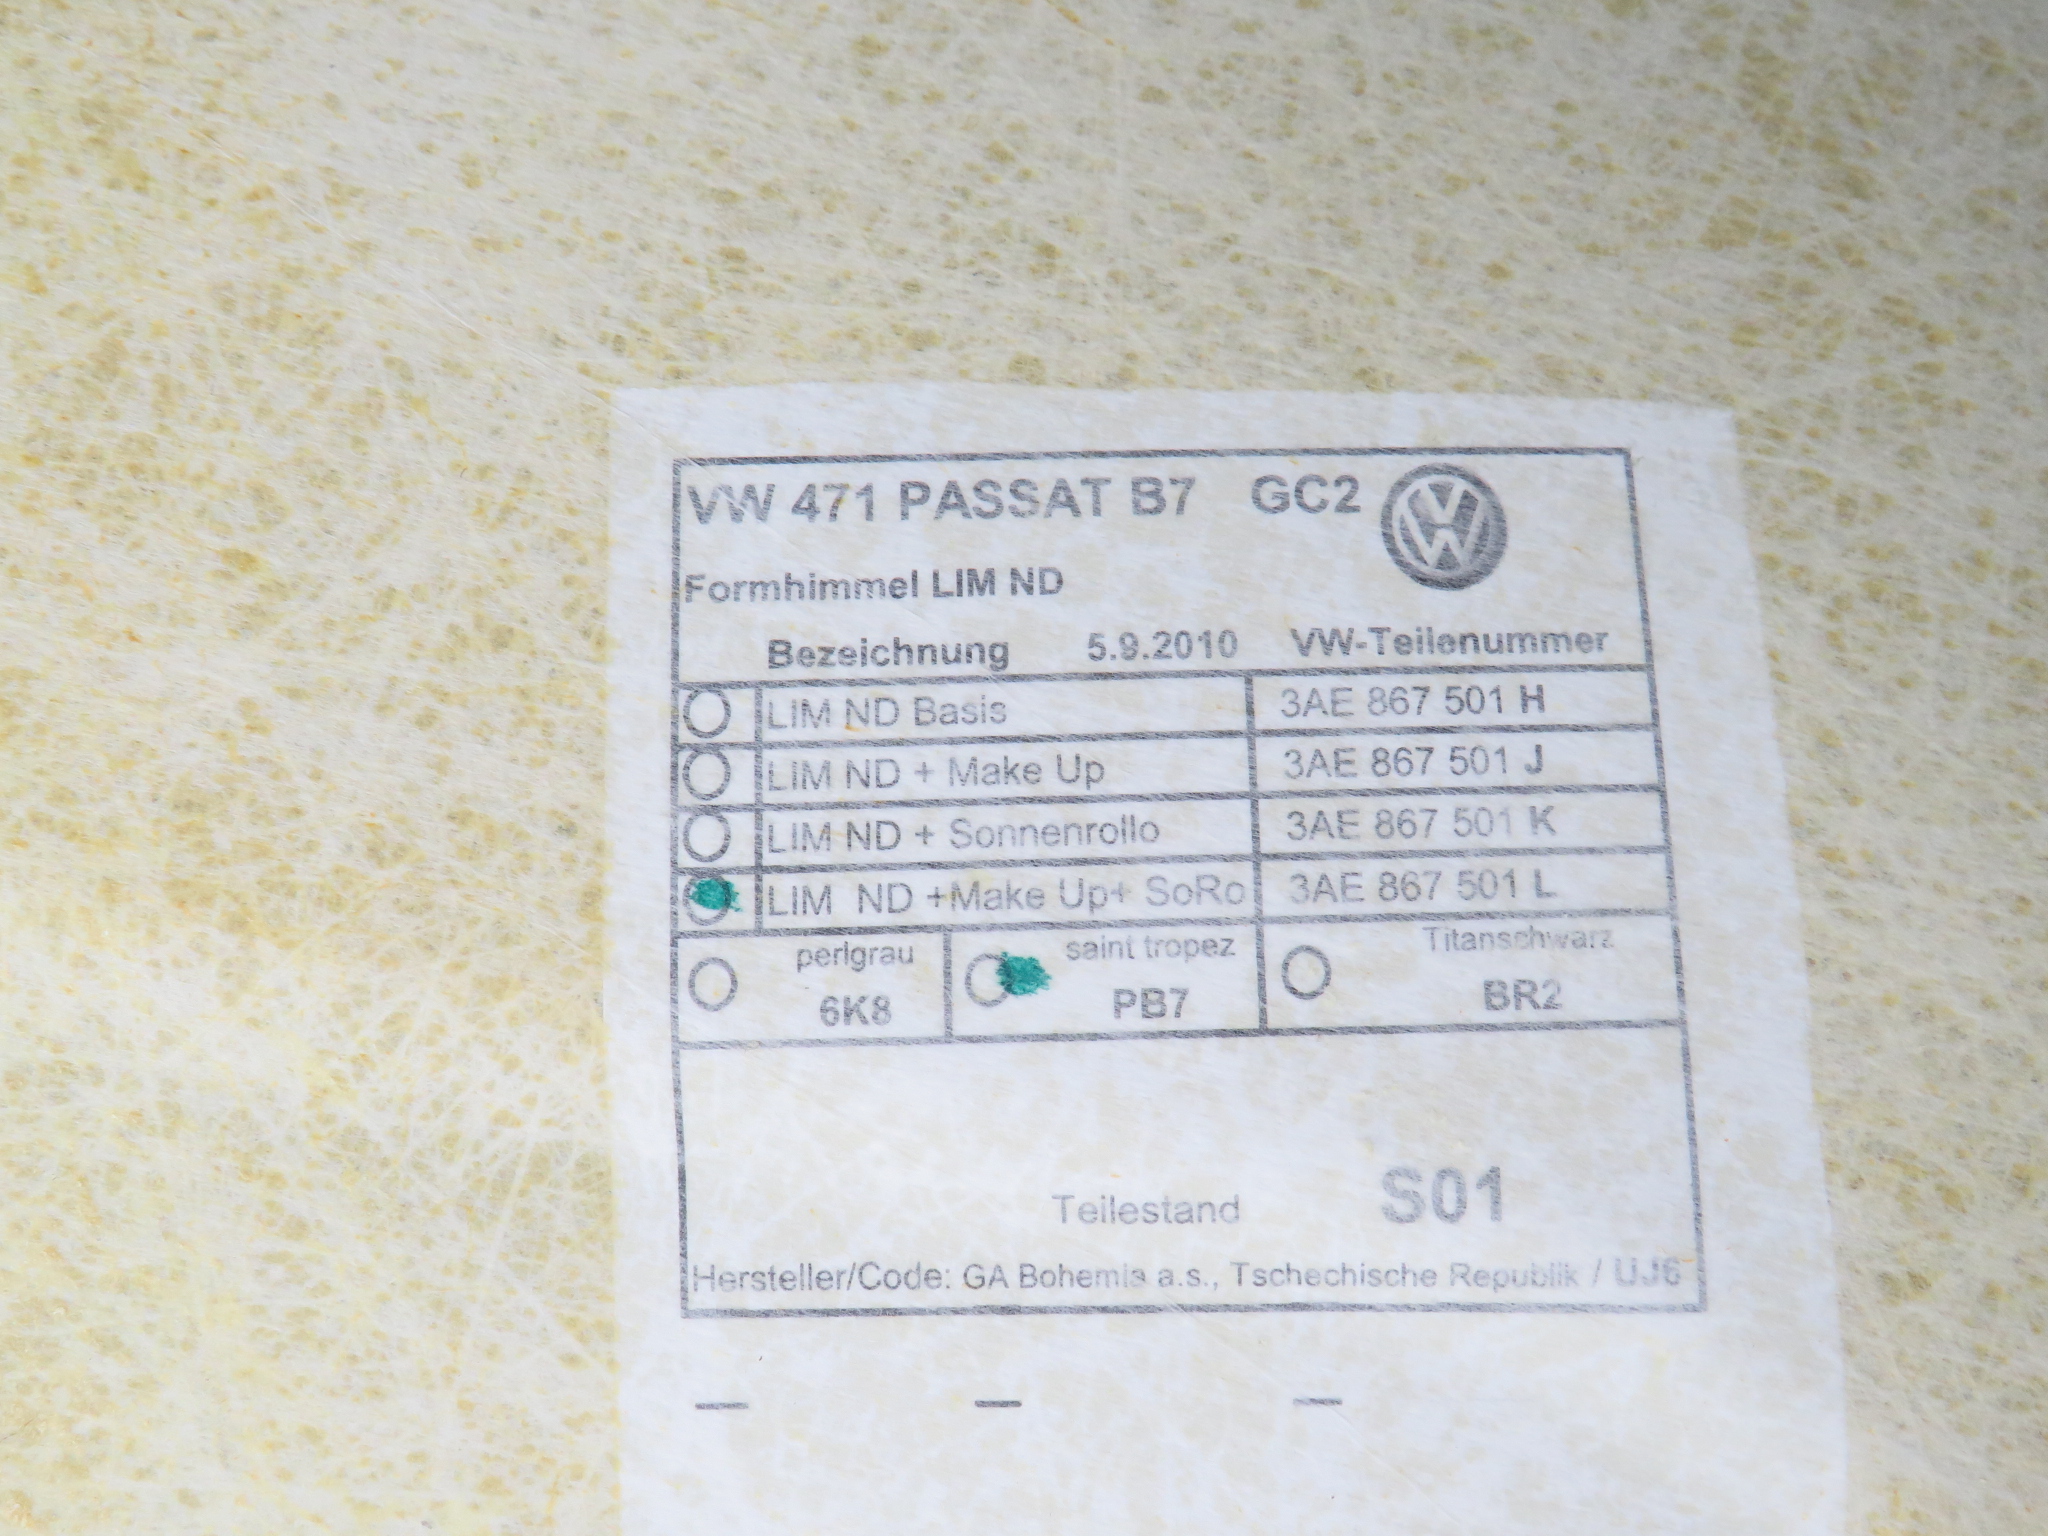 VW 471 PASSAT B7 GC2
Formhimmel LIM ND
Bezeichnung 5.9.2010 VW-Teilenummer
LIM ND Basis 3AE 867 501 H
LIM ND + Make Up 3AE 867 501 J
LIM ND + Sonnenrollo 3AE 867 501 K
LIM ND +Make Up+ SoRo 3AE 867 501 L
perlgrau saint tropez Titanschwarz
6K8 PB7 BR2
Teilestand S01
Hersteller/Code: GA Bohemia a.s., Tschechische Republik / UJ6